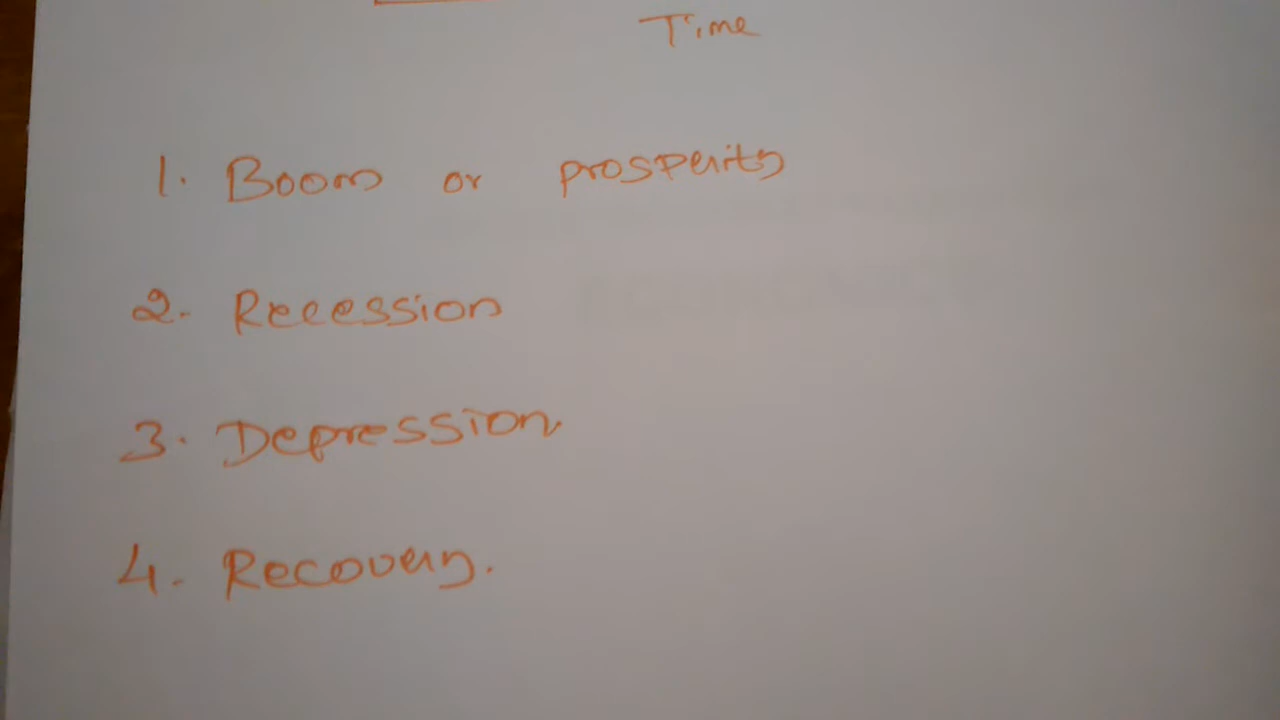 Time
1. Boom or prosperity
2. Recession
3. Depression.
4. Recovery.